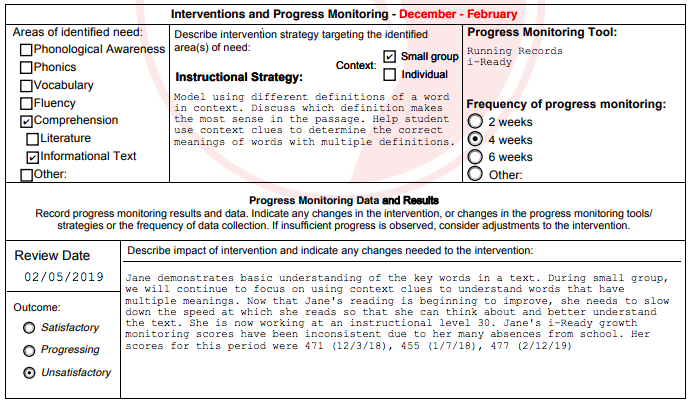 Interventions and Progress Monitoring - December - February
Areas of identified need:
Phonological Awareness
Phonics
Vocabulary
Fluency
Comprehension
Literature
Informational Text
Other:
Describe intervention strategy targeting the identified
area(s) of need:
Context:
Small group
Individual
Instructional Strategy:
Model using different definitions of a word
in context. Discuss which definition makes
the most sense in the passage. Help student
use context clues to determine the correct
meanings of words with multiple definitions.
Progress Monitoring Tool:
Running Records
i-Ready
Frequency of progress monitoring:
2 weeks
4 weeks
6 weeks
Other:
Progress Monitoring Data and Results
Record progress monitoring results and data. Indicate any changes in the intervention, or changes in the progress monitoring tools/
strategies or the frequency of data collection. If insufficient progress is observed, consider adjustments to the intervention.
Review Date
02/05/2019
Outcome:
Satisfactory
Progressing
Unsatisfactory
Describe impact of intervention and indicate any changes needed to the intervention:
Jane demonstrates basic understanding of the key words in a text. During small group,
we will continue to focus on using context clues to understand words that have
multiple meanings. Now that Jane's reading is beginning to improve, she needs to slow
down the speed at which she reads so that she can think about and better understand
the text. She is now working at an instructional level 30. Jane's i-Ready growth
monitoring scores have been inconsistent due to her many absences from school. Her
scores for this period were 471 (12/3/18), 455 (1/7/18), 477 (2/12/19)